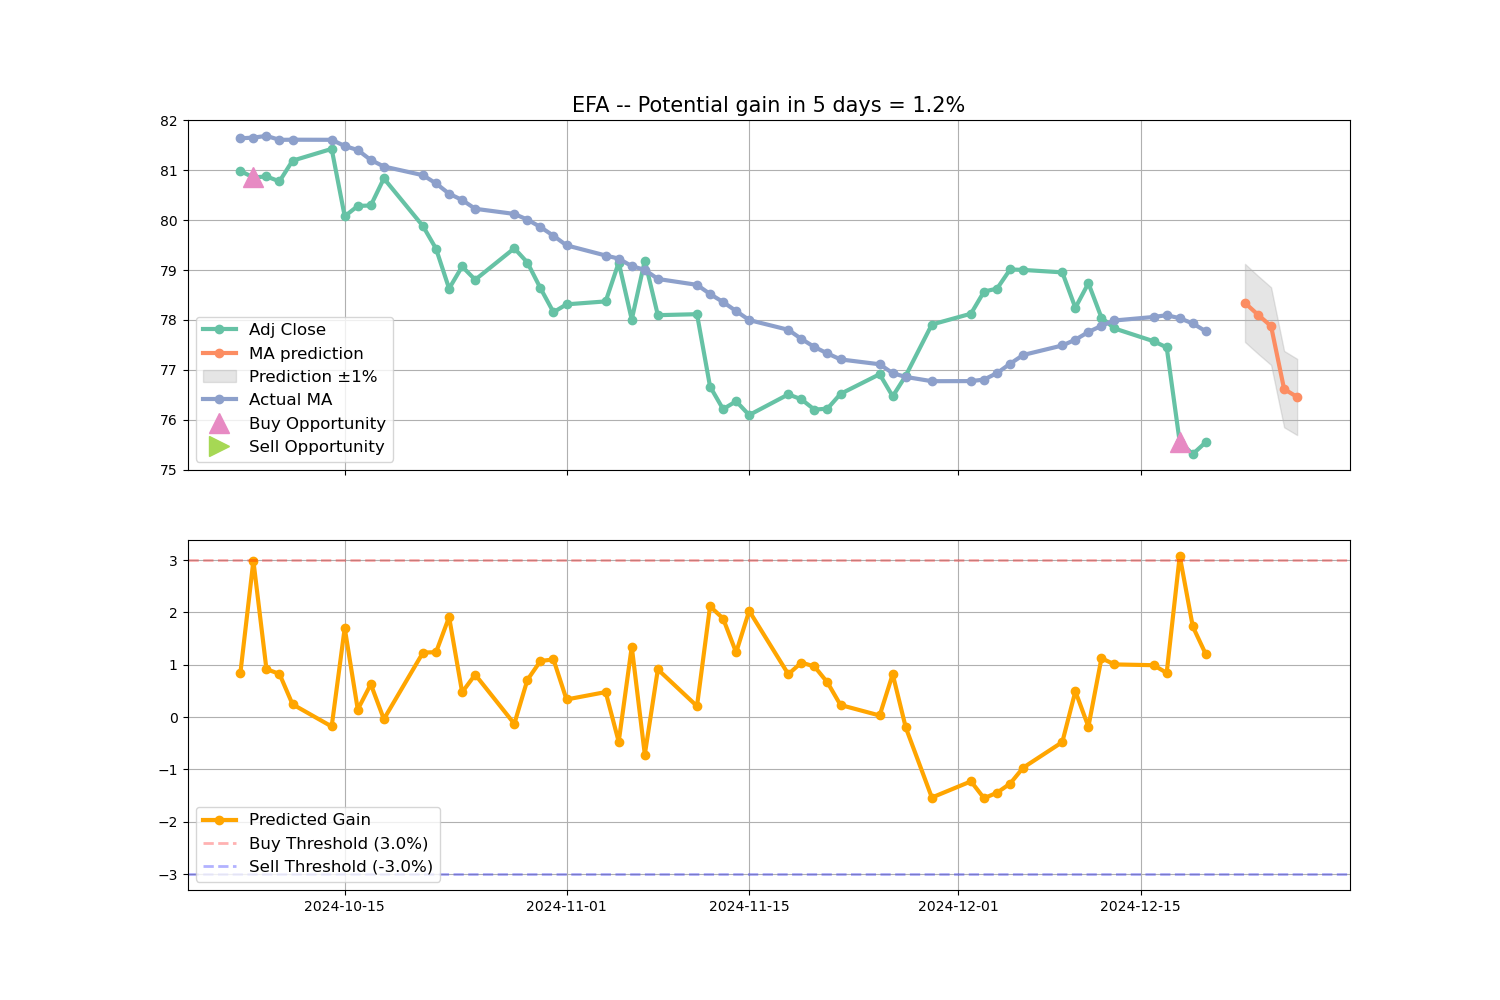 EFA -- Potential gain in 5 days = 1.2%
82
81
80
79
78
77
76
75
Adj Close
MA prediction
Prediction ±1%
Actual MA
Buy Opportunity
Sell Opportunity
3
2
1
0
−1
−2
−3
Predicted Gain
Buy Threshold (3.0%)
Sell Threshold (-3.0%)
2024-10-15
2024-11-01
2024-11-15
2024-12-01
2024-12-15